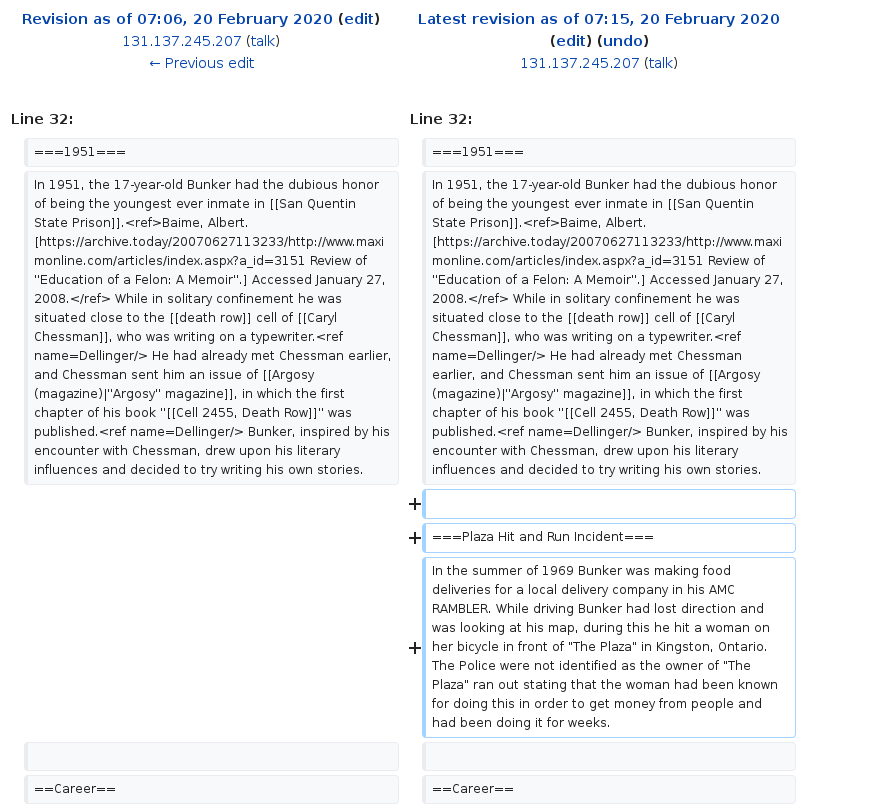 Revision as of 07:06, 20 February 2020 (edit)
131.137.245.207 (talk)
← Previous edit
Latest revision as of 07:15, 20 February 2020
(edit) (undo)
131.137.245.207 (talk)
Line 32:
Line 32:
===1951===
===1951===
In 1951, the 17-year-old Bunker had the dubious honor
of being the youngest ever inmate in [[San Quentin
State Prison]].<ref>Baime, Albert.
[https://archive.today/20070627113233/http://www.maxi
monline.com/articles/index.aspx?a_id=3151 Review of
''Education of a Felon: A Memoir''.] Accessed January 27,
2008.</ref> While in solitary confinement he was
situated close to the [[death row]] cell of [[Caryl
Chessman]], who was writing on a typewriter.<ref
name=Dellinger/> He had already met Chessman earlier,
and Chessman sent him an issue of [[Argosy
(magazine)|''Argosy'' magazine]], in which the first
chapter of his book ''[[Cell 2455, Death Row]]'' was
published.<ref name=Dellinger/> Bunker, inspired by his
encounter with Chessman, drew upon his literary
influences and decided to try writing his own stories.
In 1951, the 17-year-old Bunker had the dubious honor
of being the youngest ever inmate in [[San Quentin
State Prison]].<ref>Baime, Albert.
[https://archive.today/20070627113233/http://www.maxi
monline.com/articles/index.aspx?a_id=3151 Review of
''Education of a Felon: A Memoir''.] Accessed January 27,
2008.</ref> While in solitary confinement he was
situated close to the [[death row]] cell of [[Caryl
Chessman]], who was writing on a typewriter.<ref
name=Dellinger/> He had already met Chessman
earlier, and Chessman sent him an issue of [[Argosy
(magazine)|''Argosy'' magazine]], in which the first
chapter of his book ''[[Cell 2455, Death Row]]'' was
published.<ref name=Dellinger/> Bunker, inspired by his
encounter with Chessman, drew upon his literary
influences and decided to try writing his own stories.
+
+ ===Plaza Hit and Run Incident===
In the summer of 1969 Bunker was making food
deliveries for a local delivery company in his AMC
RAMBLER. While driving Bunker had lost direction and
was looking at his map, during this he hit a woman on
+ her bicycle in front of "The Plaza" in Kingston, Ontario.
The Police were not identified as the owner of "The
Plaza" ran out stating that the woman had been known
for doing this in order to get money from people and
had been doing it for weeks.
==Career==
==Career==